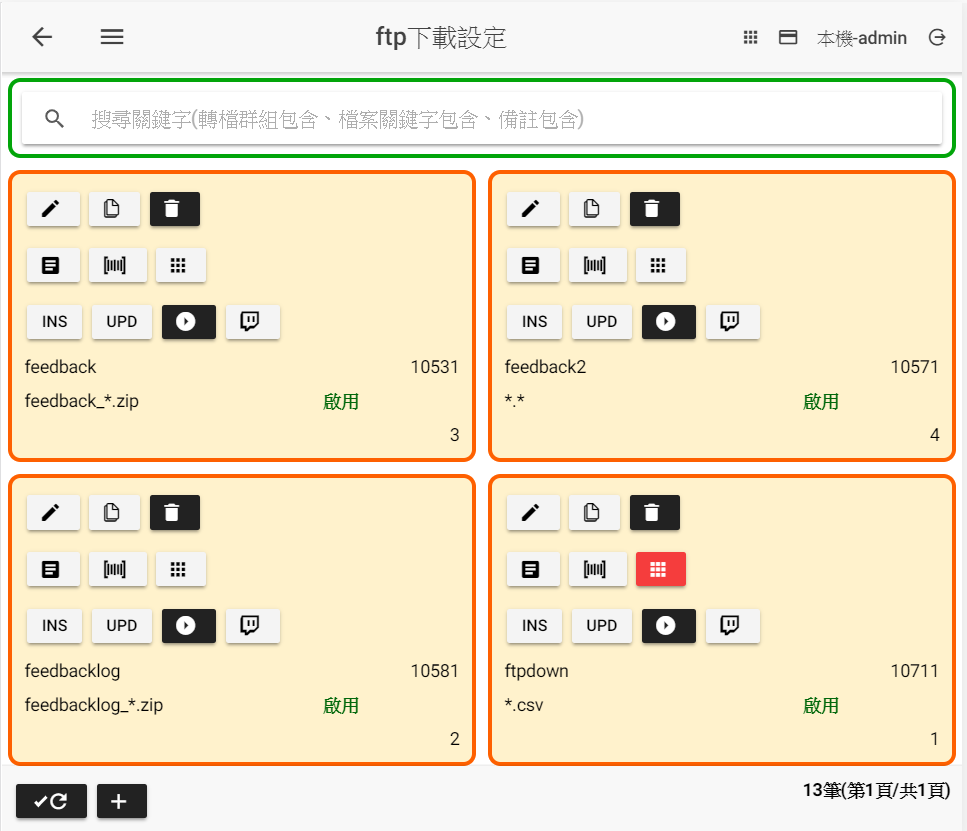 ftp下載設定
本機-admin
搜尋關鍵字(轉檔群組包含、檔案關鍵字包含、備註包含)
INS UPD
feedback 10531
feedback_*.zip 啟用
3
INS UPD
feedback2 10571
*.* 啟用
4
INS UPD
feedbacklog 10581
feedbacklog_*.zip 啟用
2
INS UPD
ftpdown 10711
*.csv 啟用
1
13筆(第1頁/共1頁)